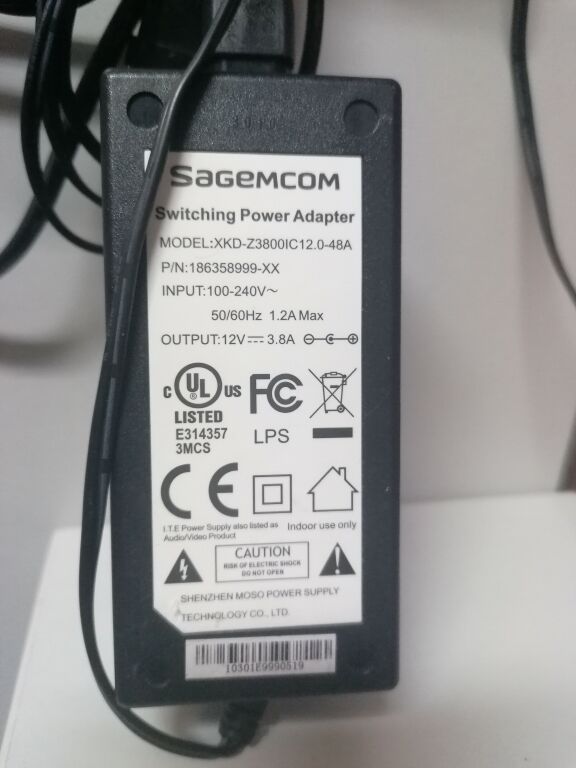 SAGEMCOM
Switching Power Adapter
MODEL:XKD-Z3800IC12.0-48A
P/N:186358999-XX
INPUT:100-240V~
50/60Hz 1.2A Max
OUTPUT:12V⎓3.8A
C UL US
®
LISTED
E314357
3MCS
FC
LPS
CE
I.T.E Power Supply also listed as
Audio/Video Product
Indoor use only
CAUTION
RISK OF ELECTRIC SHOCK
DO NOT OPEN
SHENZHEN MOSO POWER SUPPLY
TECHNOLOGY CO., LTD.
10301E9990519